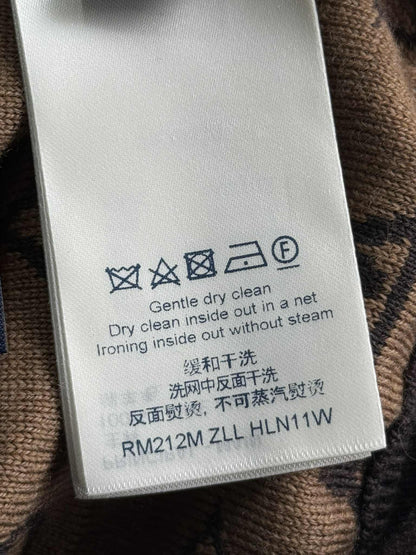 F
Gentle dry clean
Dry clean inside out in a net
Ironing inside out without steam
缓和干洗
洗网中反面干洗
反面熨烫, 不可蒸汽熨烫
RM212M ZLL HLN11W